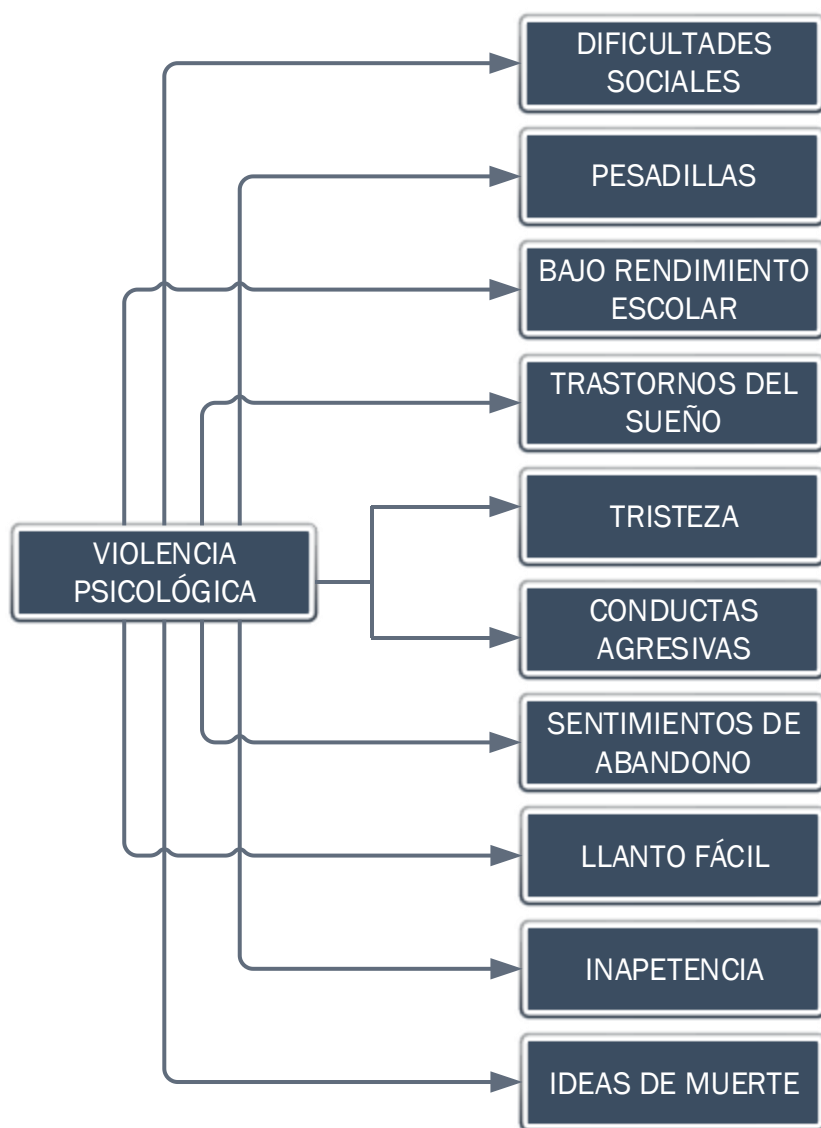 DIFICULTADES
SOCIALES
PESADILLAS
BAJO RENDIMIENTO
ESCOLAR
TRASTORNOS DEL
SUEÑO
TRISTEZA
VIOLENCIA
PSICOLÓGICA
CONDUCTAS
AGRESIVAS
SENTIMIENTOS DE
ABANDONO
LLANTO FÁCIL
INAPETENCIA
IDEAS DE MUERTE